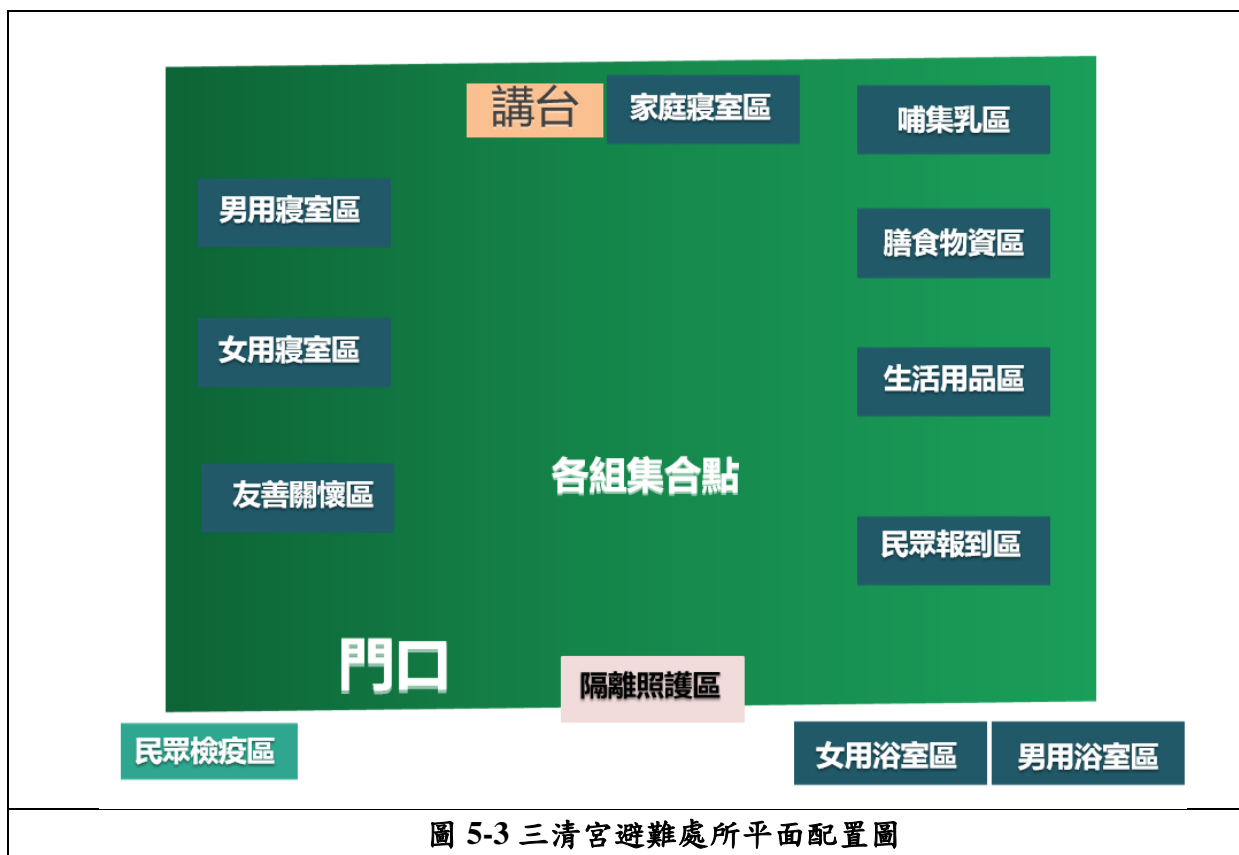 講台
家庭寢室區
哺集乳區
男用寢室區
膳食物資區
女用寢室區
生活用品區
各組集合點
友善關懷區
民眾報到區
門口
隔離照護區
民眾檢疫區
女用浴室區
男用浴室區
圖 5-3 三清宮避難處所平面配置圖